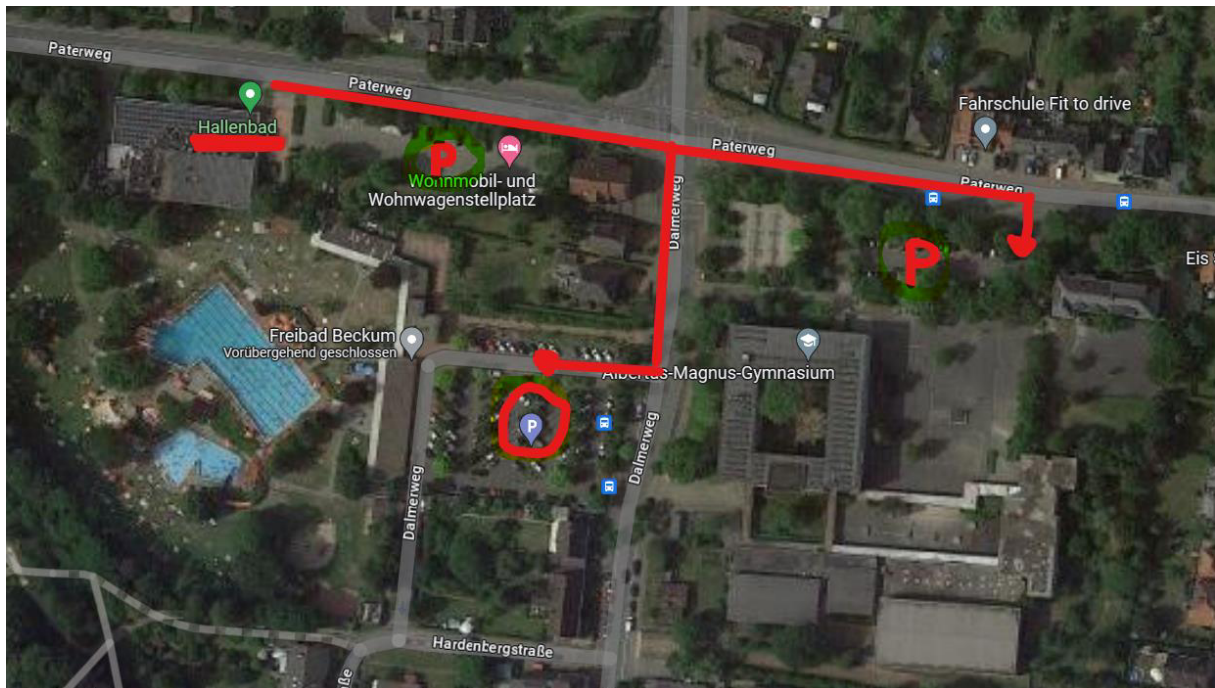 Paterweg
Paterweg
Fahrschule Fit to drive
Hallenbad
Paterweg
P
Wohnmobil- und
Wohnwagenstellplatz
Paterweg
Dalmerweg
P
Eis
Freibad Beckum
Vorübergehend geschlossen
Albertus-Magnus-Gymnasium
P
Dalmerweg
Dalmerweg
Hardenbergstraße